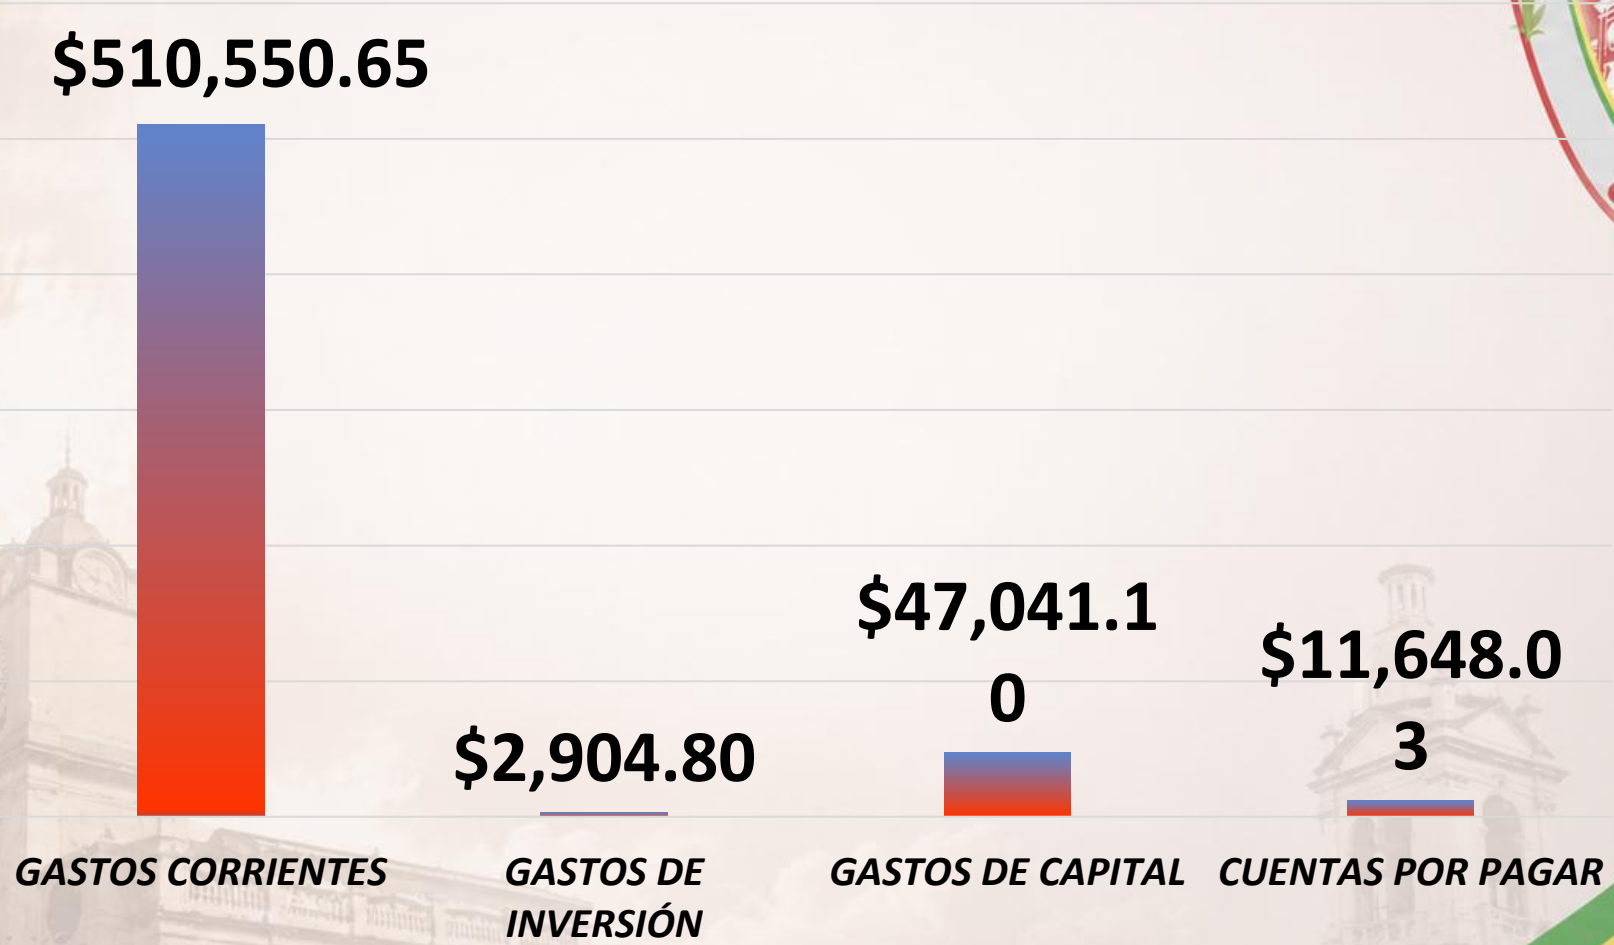 $510,550.65
$2,904.80
$47,041.1
0
$11,648.0
3
GASTOS CORRIENTES
GASTOS DE
INVERSIÓN
GASTOS DE CAPITAL
CUENTAS POR PAGAR